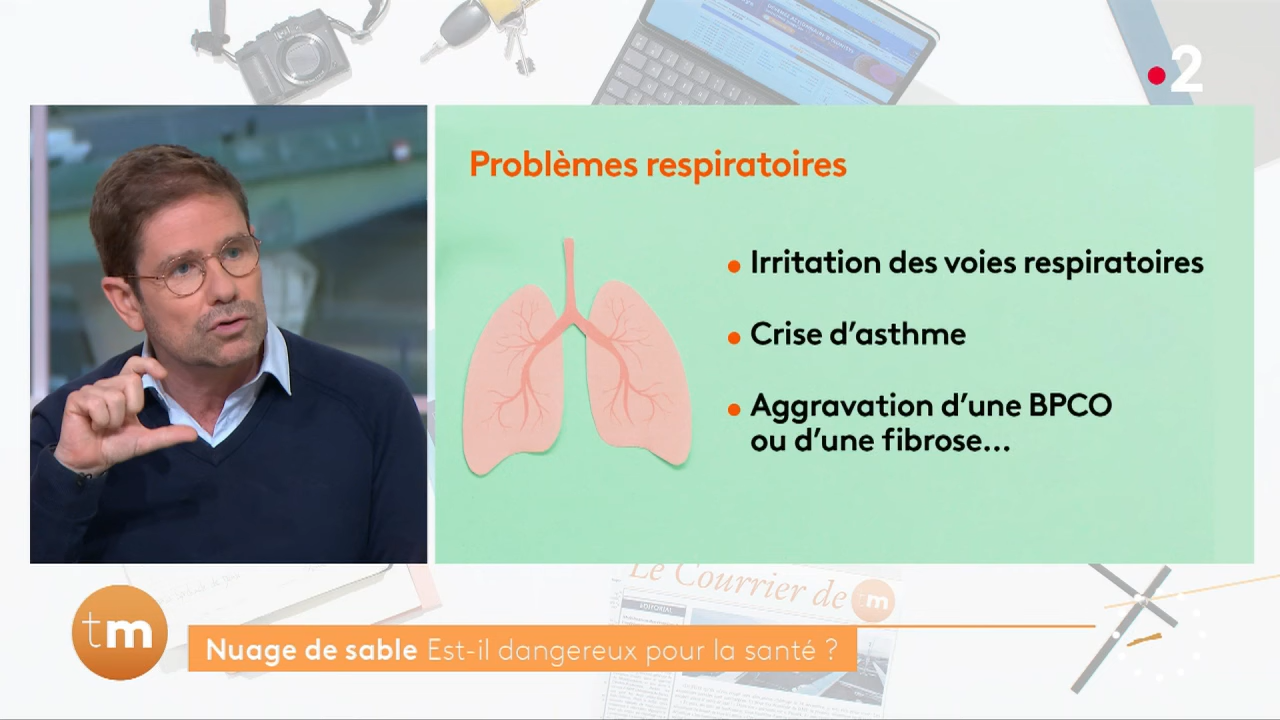 2
Problèmes respiratoires
Irritation des voies respiratoires
Crise d'asthme
Aggravation d'une BPCO
ou d'une fibrose...
Le Courrier de tm
tm
Nuage de sable Est-il dangereux pour la santé ?